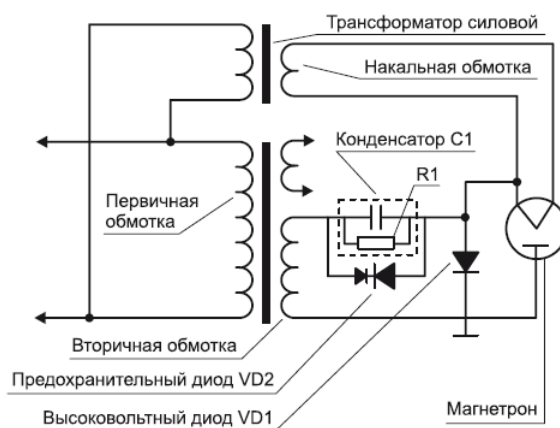 Трансформатор силовой
Накальная обмотка
Конденсатор С1
R1
Первичная
обмотка
Вторичная обмотка
Предохранительный диод VD2
Высоковольтный диод VD1
Магнетрон